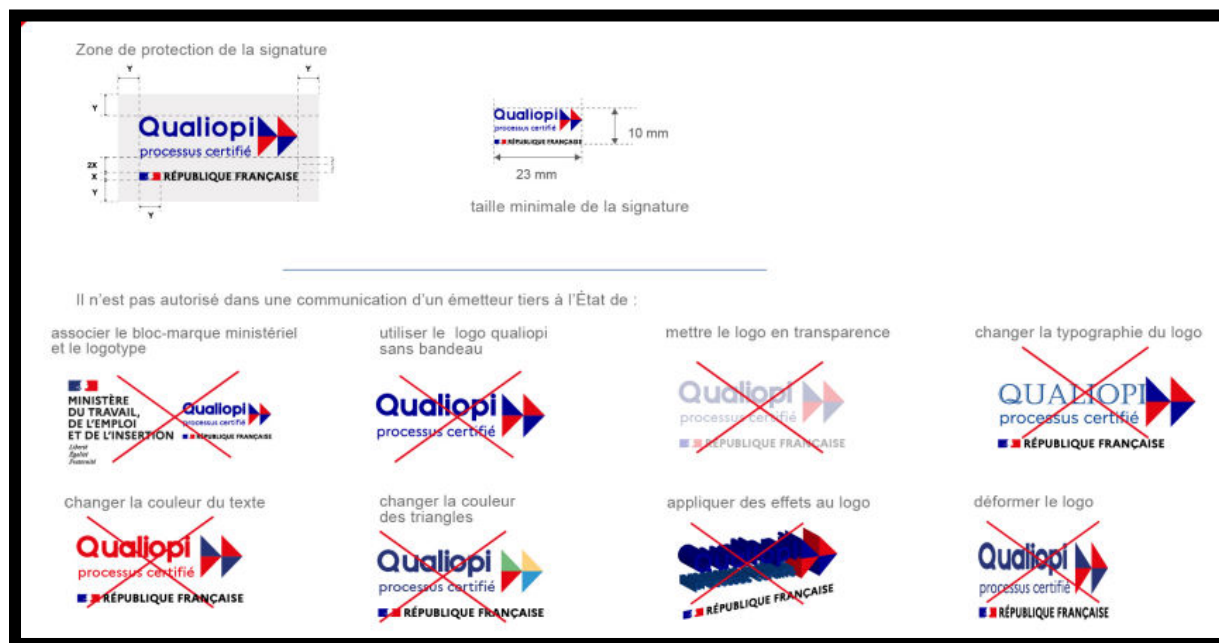 Zone de protection de la signature
Y
Y
Y
Qualiopi
processus certifié
2X
X
RÉPUBLIQUE FRANÇAISE
Y
Y
Qualiopi
processus certifié
RÉPUBLIQUE FRANÇAISE
10 mm
23 mm
taille minimale de la signature
Il n’est pas autorisé dans une communication d’un émetteur tiers à l’Ètat de :
associer le bloc-marque ministériel
et le logotype
MINISTÈRE
DU TRAVAIL,
DE L’EMPLOI
ET DE L’INSERTION
Liberté
Égalité
Fraternité
Qualiopi
processus certifié
RÉPUBLIQUE FRANÇAISE
utiliser le logo qualiopi
sans bandeau
Qualiopi
processus certifié
mettre le logo en transparence
Qualiopi
processus certifié
RÉPUBLIQUE FRANÇAISE
changer la typographie du logo
QUALIOPI
processus certifié
RÉPUBLIQUE FRANÇAISE
changer la couleur du texte
Qualiopi
processus certifié
RÉPUBLIQUE FRANÇAISE
changer la couleur
des triangles
Qualiopi
processus certifié
RÉPUBLIQUE FRANÇAISE
appliquer des effets au logo
RÉPUBLIQUE FRANÇAISE
déformer le logo
Qualiopi
processus certifié
RÉPUBLIQUE FRANÇAISE